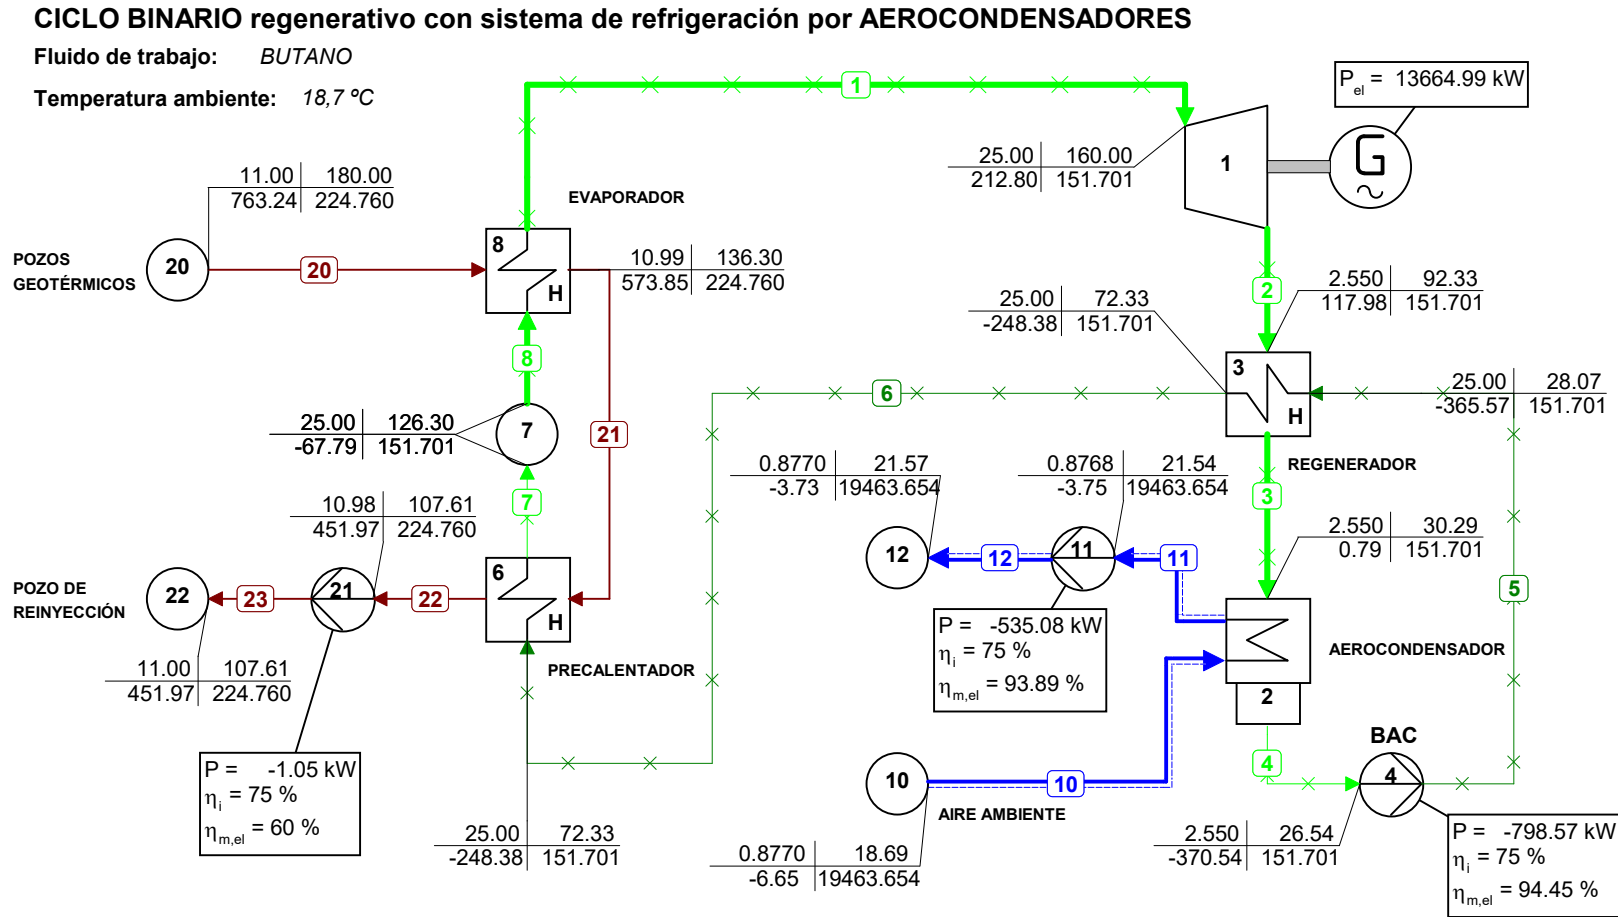 CICLO BINARIO regenerativo con sistema de refrigeración por AEROCONDENSADORES
Fluido de trabajo: BUTANO
Temperatura ambiente: 18,7 ºC
1
P el = 13664.99 kW
G
25.00 160.00
212.80 151.701
1
11.00 180.00
763.24 224.760
EVAPORADOR
POZOS
GEOTÉRMICOS
20
20
8
H
10.99 136.30
573.85 224.760
2
2.550 92.33
117.98 151.701
25.00 72.33
-248.38 151.701
8
3
H
6
25.00 28.07
-365.57 151.701
25.00 126.30
-67.79 151.701
7
21
REGENERADOR
0.8770 21.57
-3.73 19463.654
0.8768 21.54
-3.75 19463.654
3
7
10.98 107.61
451.97 224.760
2.550 30.29
0.79 151.701
12
12
11
11
5
POZO DE
REINYECCIÓN
22
23
21
22
6
H
PRECALENTADOR
P = -535.08 kW
ηi = 75 %
ηm,el = 93.89 %
AEROCONDENSADOR
2
11.00 107.61
451.97 224.760
BAC
P = -1.05 kW
ηi = 75 %
ηm,el = 60 %
10
10
AIRE AMBIENTE
4
4
25.00 72.33
-248.38 151.701
0.8770 18.69
-6.65 19463.654
2.550 26.54
-370.54 151.701
P = -798.57 kW
ηi = 75 %
ηm,el = 94.45 %